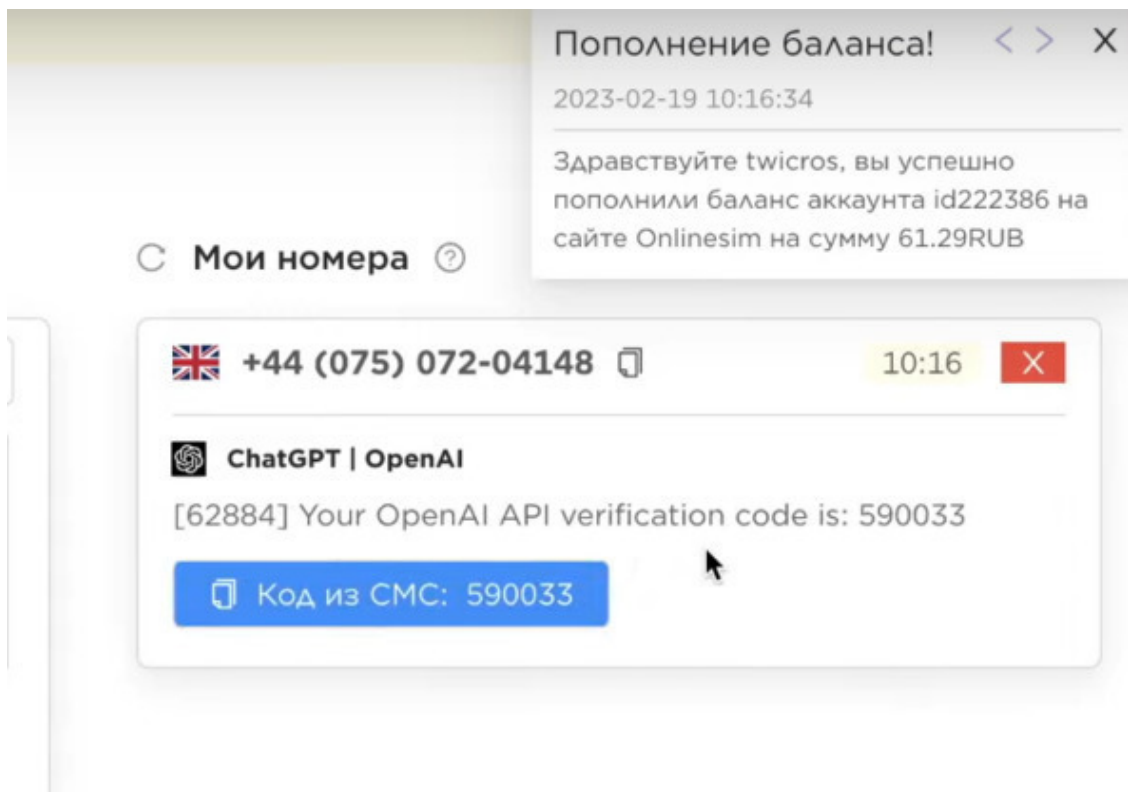 Пополнение баланса! < > X
2023-02-19 10:16:34
Здравствуйте twicros, вы успешно
пополнили баланс аккаунта id222386 на
сайте Onlinesim на сумму 61.29RUB
Мои номера ?
+44 (075) 072-04148 10:16 X
ChatGPT | OpenAI
[62884] Your OpenAI API verification code is: 590033
Код из СМС: 590033